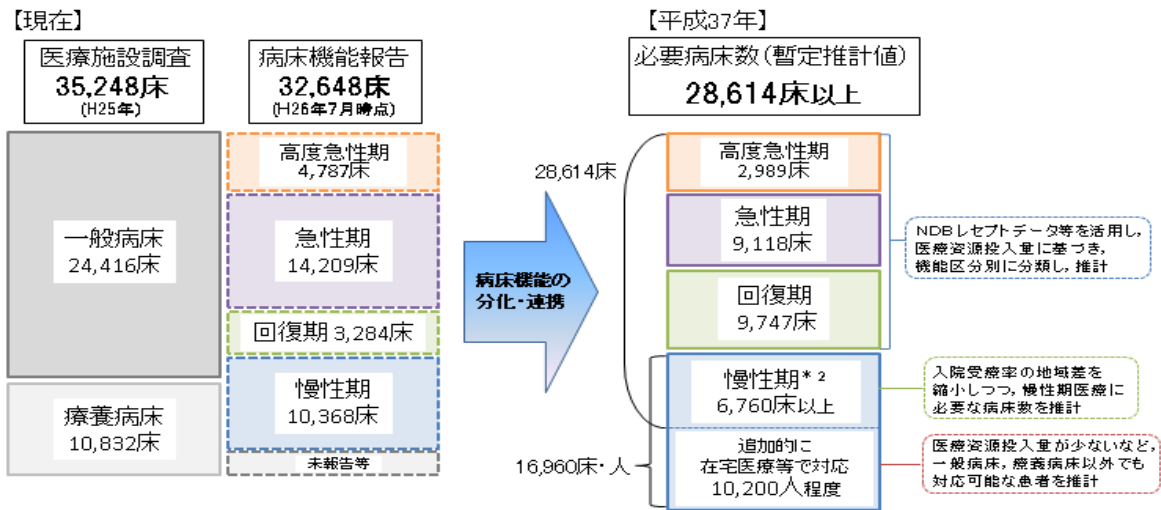 【現在】
医療施設調査
35,248床
(H25年)
病床機能報告
32,648床
(H26年7月時点)
一般病床
24,416床
療養病床
10,832床
高度急性期
4,787床
急性期
14,209床
回復期 3,284床
慢性期
10,368床
未報告等
病床機能の
分化・連携
【平成37年】
必要病床数(暫定推計値)
28,614床以上
28,614床
高度急性期
2,989床
急性期
9,118床
回復期
9,747床
慢性期*2
6,760床以上
追加的に
在宅医療等で対応
10,200人程度
16,960床・人
NDBレセプトデータ等を活用し,
医療資源投入量に基づき,
機能区分別に分類し,推計
入院受療率の地域差を
縮小しつつ,慢性期医療に
必要な病床数を推計
医療資源投入量が少ないなど,
一般病床,療養病床以外でも
対応可能な患者を推計